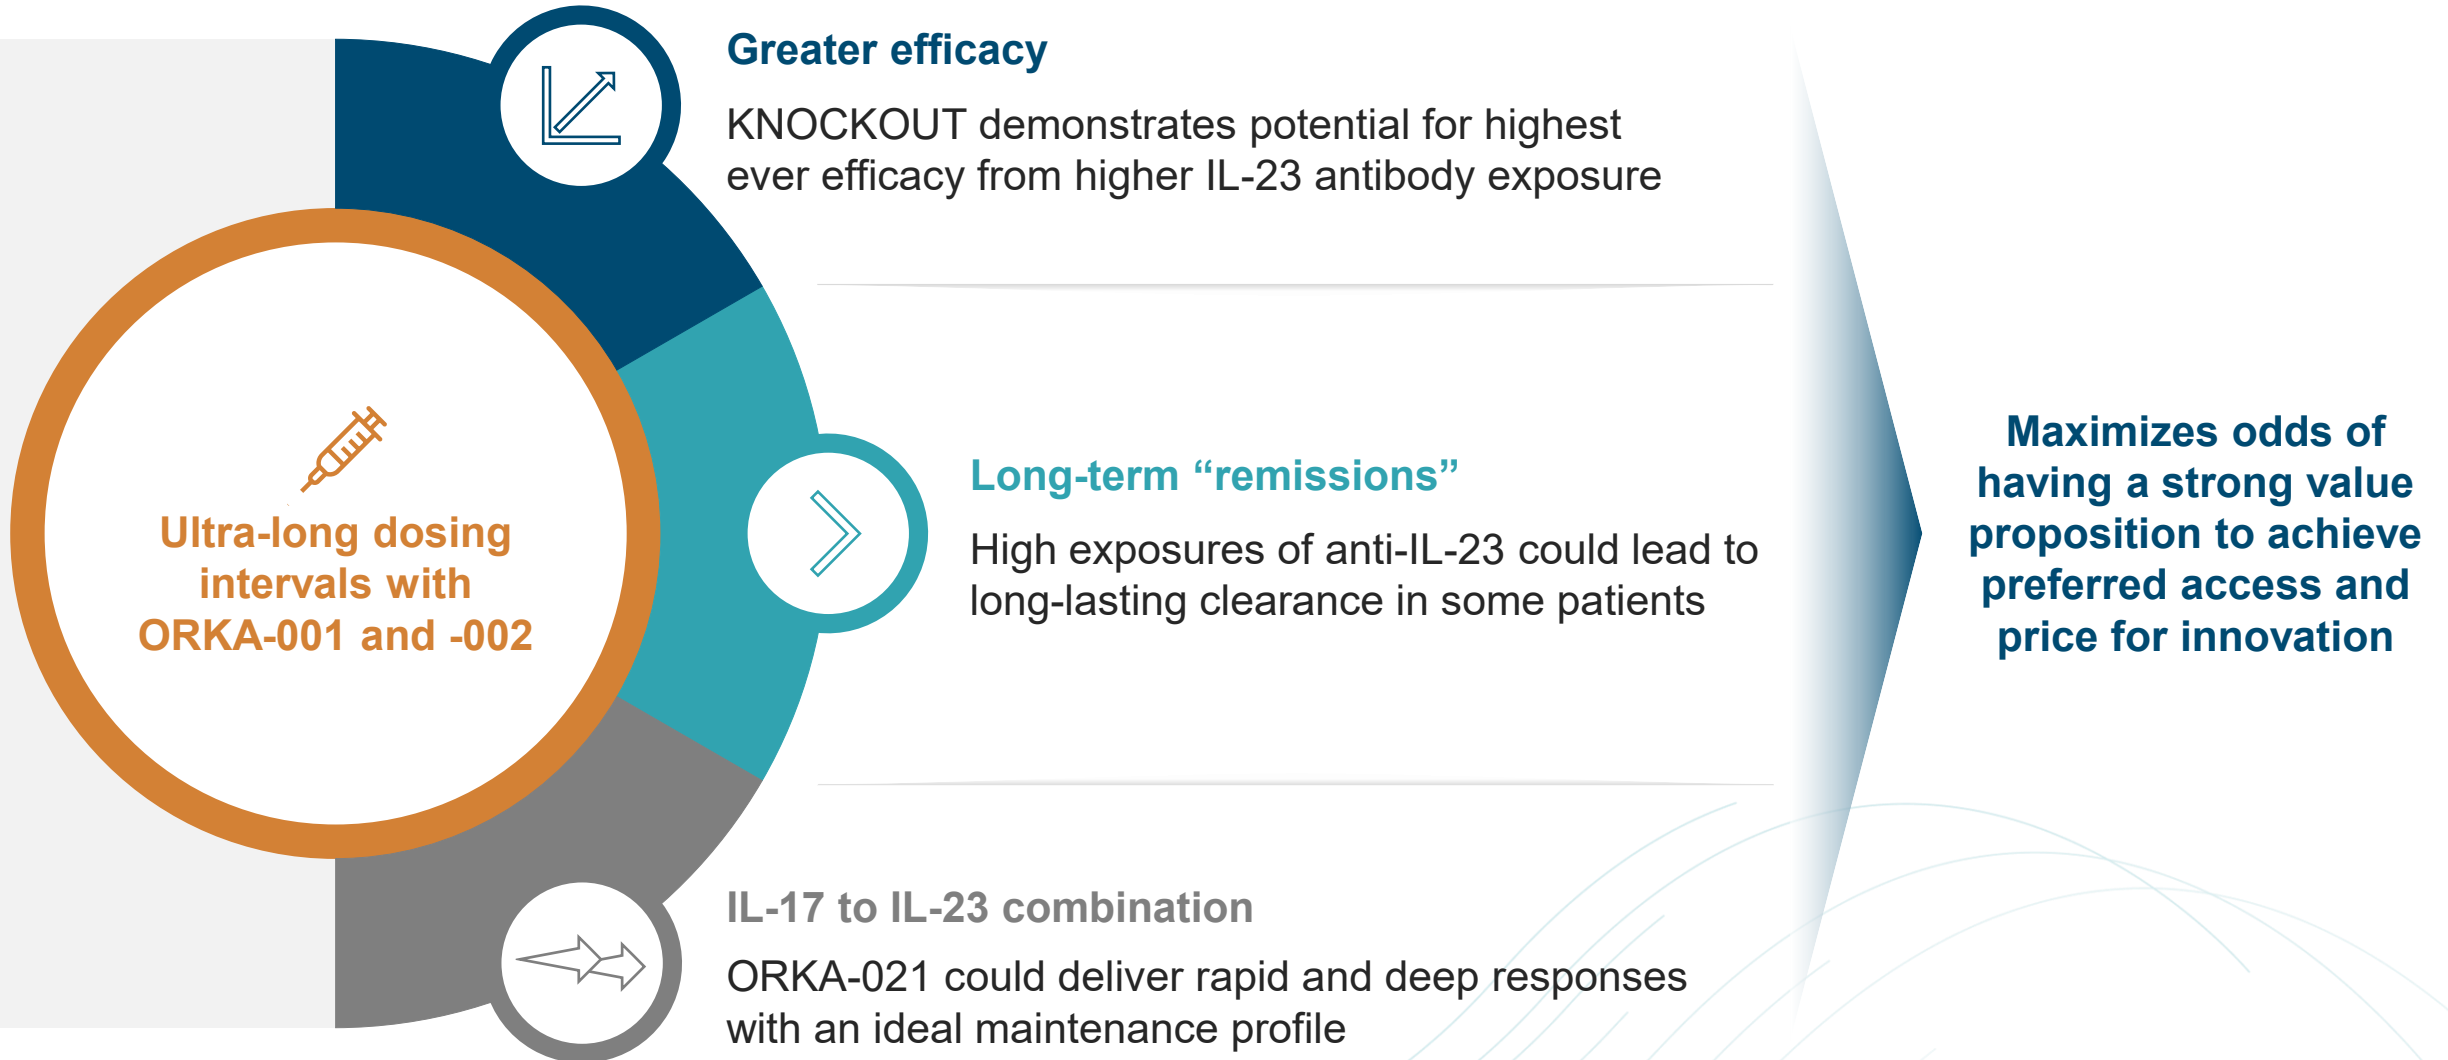 Greater efficacy
KNOCKOUT demonstrates potential for highest
ever efficacy from higher IL-23 antibody exposure
Ultra-long dosing
intervals with
ORKA-001 and -002
Long-term “remissions”
High exposures of anti-IL-23 could lead to
long-lasting clearance in some patients
IL-17 to IL-23 combination
ORKA-021 could deliver rapid and deep responses
with an ideal maintenance profile
Maximizes odds of
having a strong value
proposition to achieve
preferred access and
price for innovation